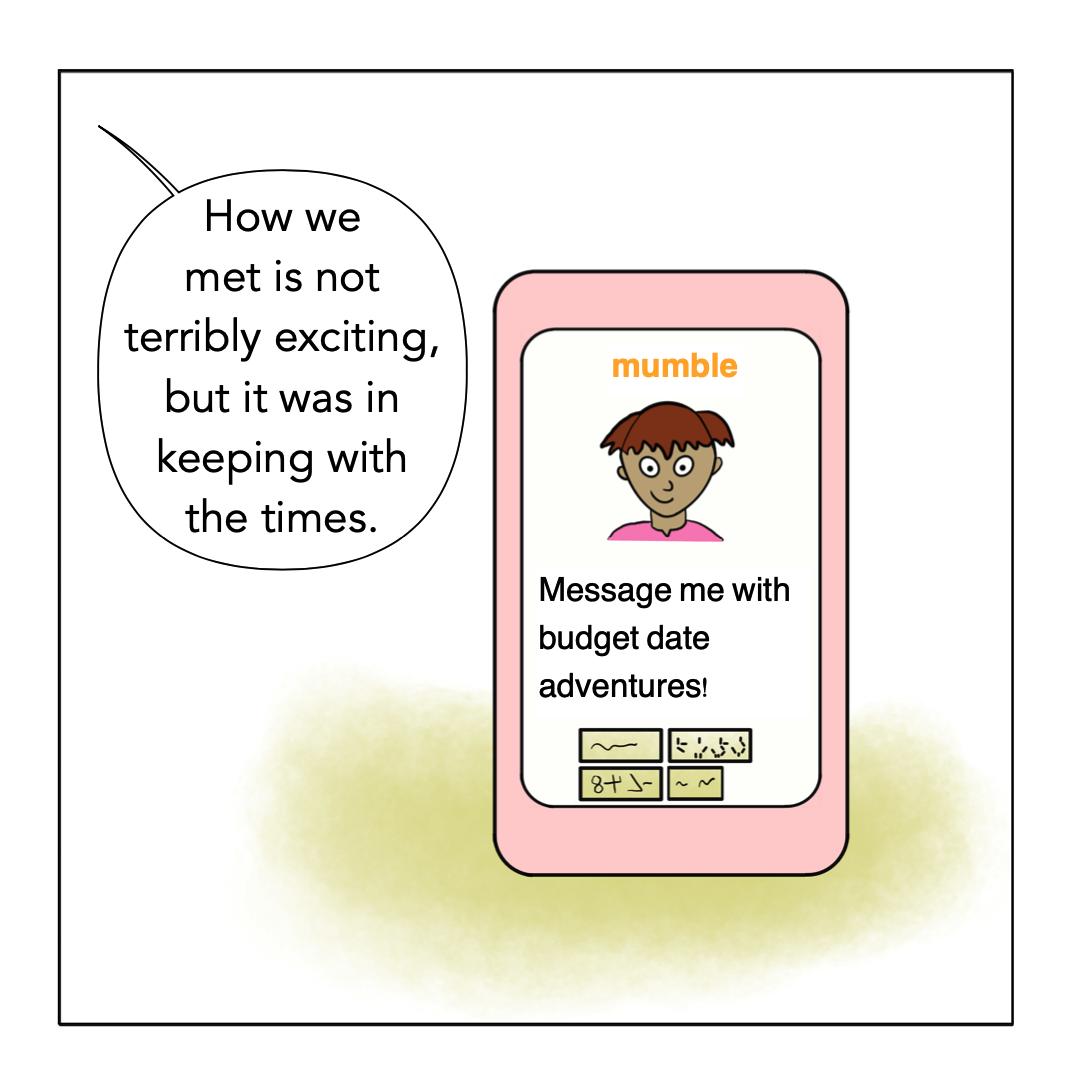 How we
met is not
terribly exciting,
but it was in
keeping with
the times.
mumble
Message me with
budget date
adventures!